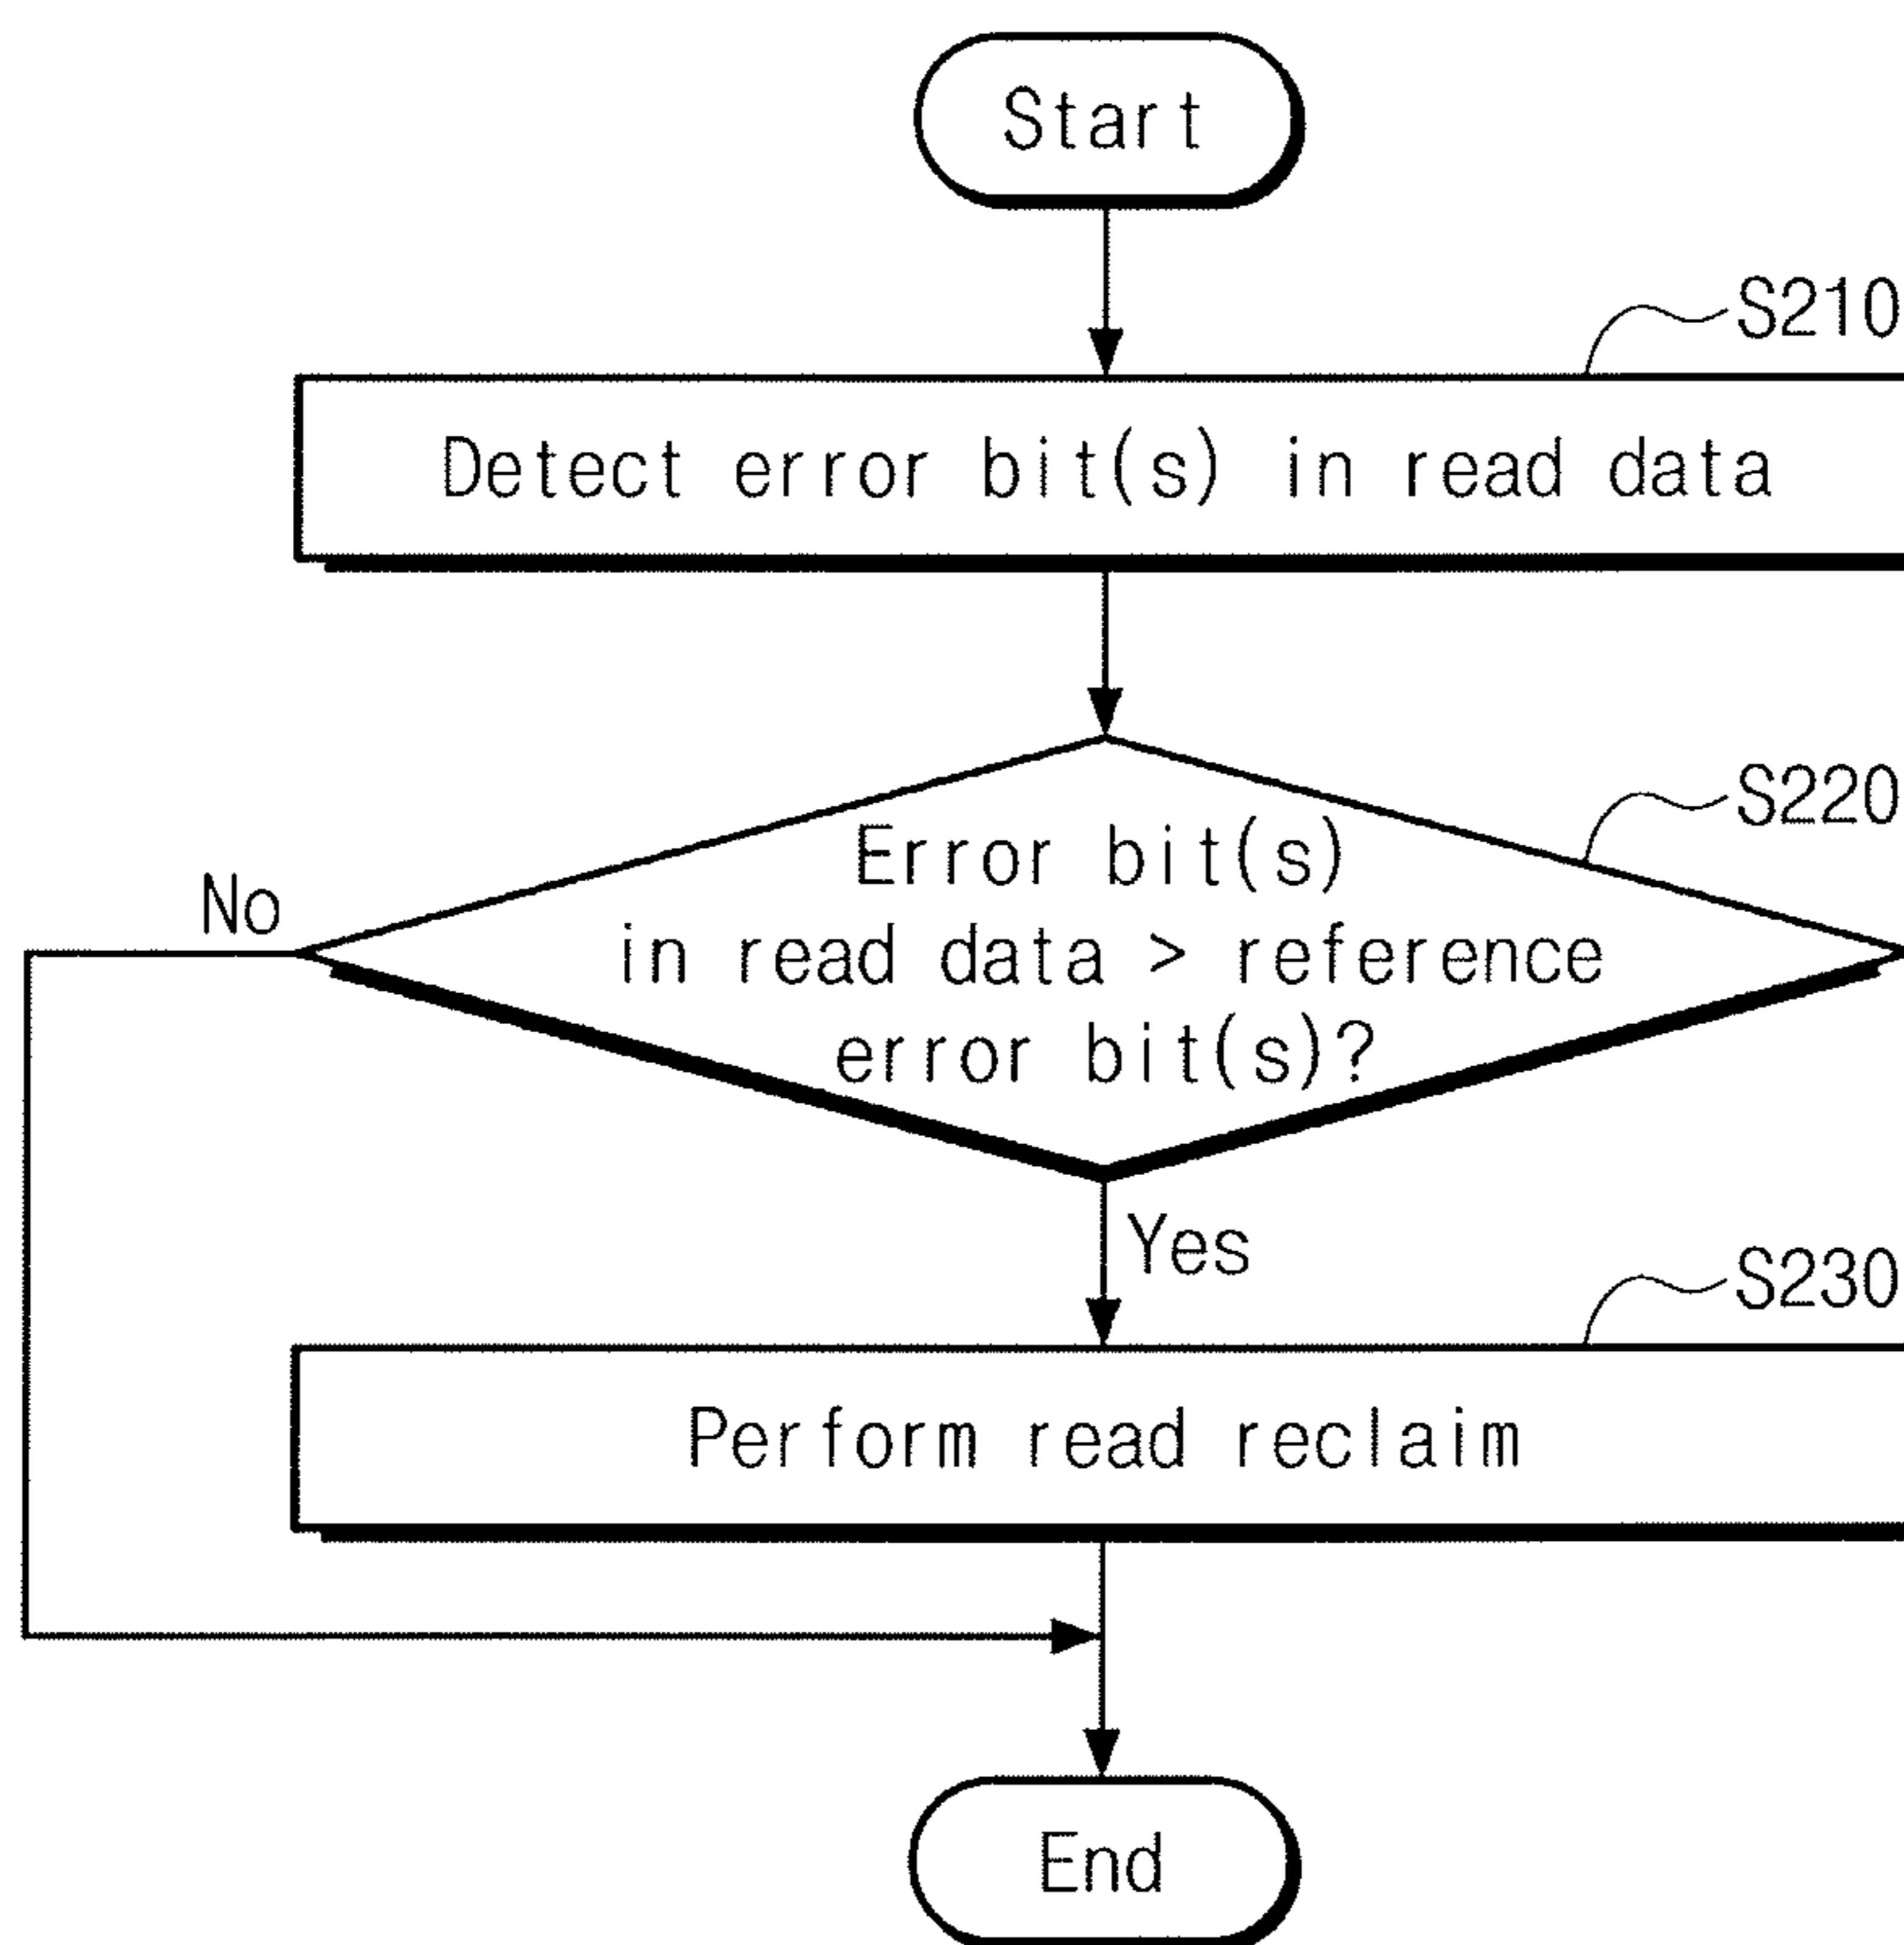 Start
S210
Detect error bit(s) in read data
S220
Error bit(s)
No
in read data > reference
error bit(s)?
Yes
S230
Perform read reclaim
End